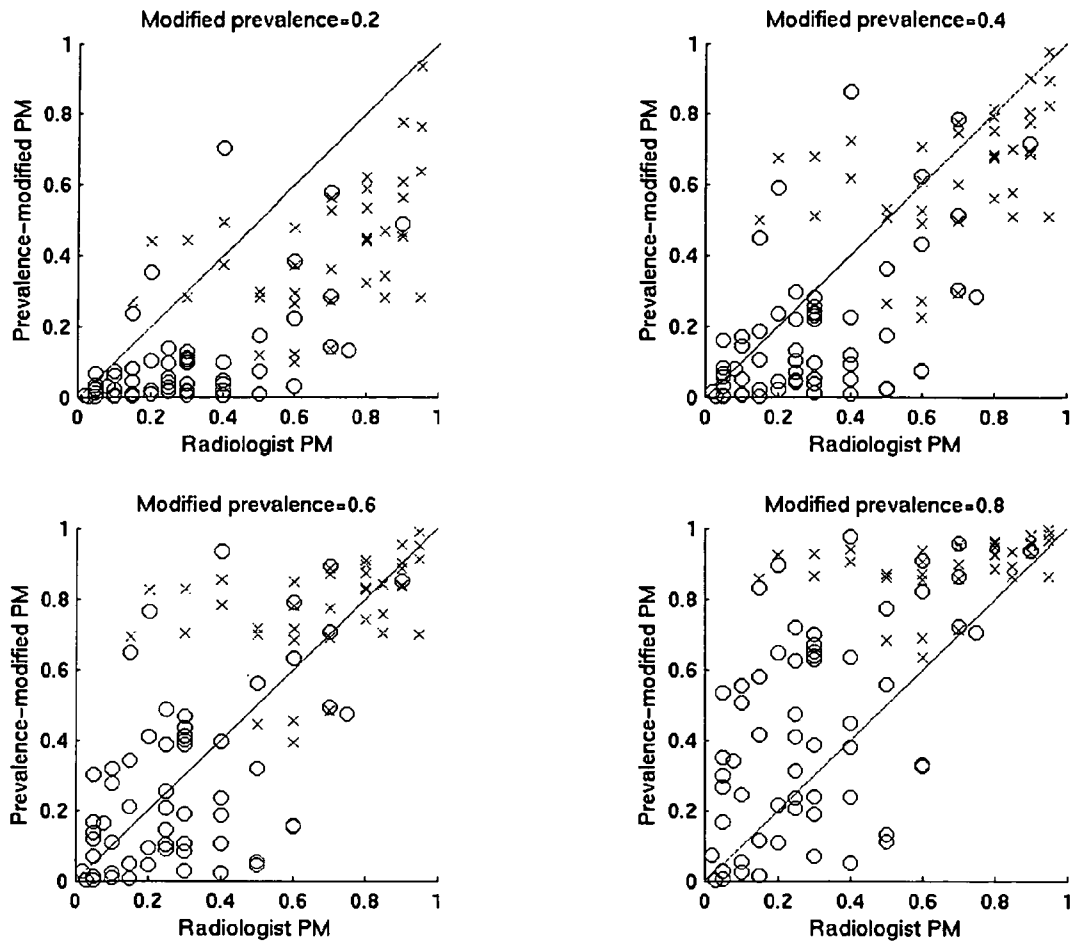 Modified prevalence=0.2
1
0.8
0.6
0.4
0.2
0
Prevalence-modified PM
0 0.2 0.4 0.6 0.8 1
Radiologist PM
Modified prevalence=0.4
1
0.8
0.6
0.4
0.2
0
Prevalence-modified PM
0 0.2 0.4 0.6 0.8 1
Radiologist PM
Modified prevalence=0.6
1
0.8
0.6
0.4
0.2
0
Prevalence-modified PM
0 0.2 0.4 0.6 0.8 1
Radiologist PM
Modified prevalence=0.8
1
0.8
0.6
0.4
0.2
0
Prevalence-modified PM
0 0.2 0.4 0.6 0.8 1
Radiologist PM